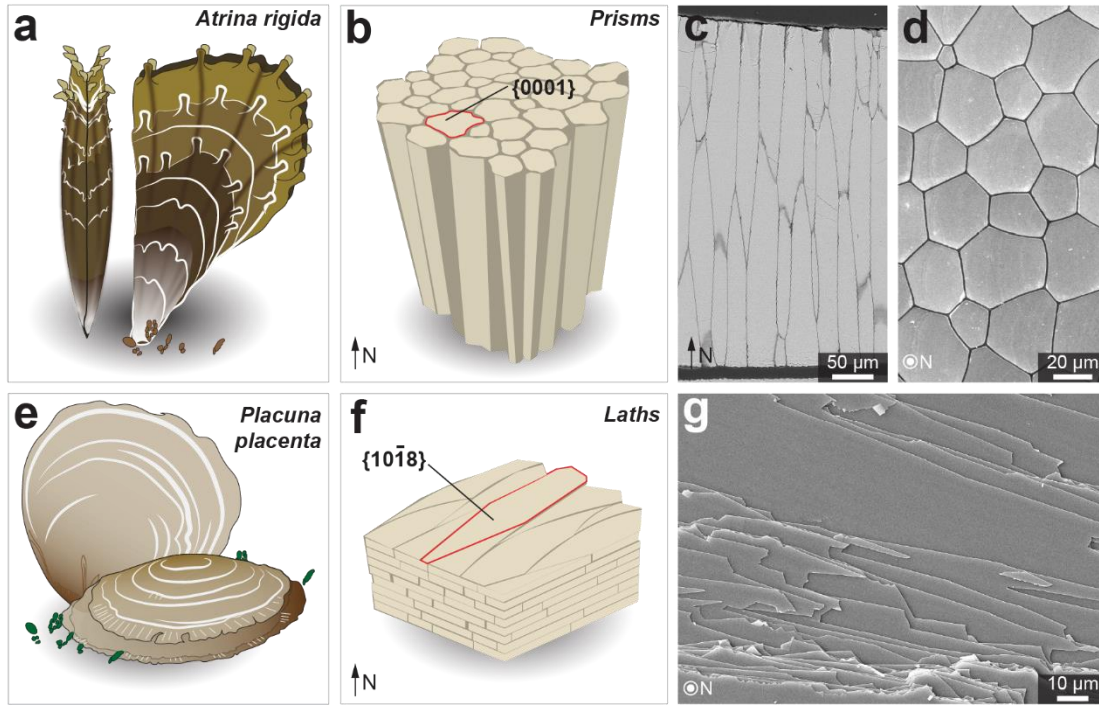 a
Atrina rigida
b
Prisms
{0001}
N
c
N
50 µm
d
N
20 µm
e
Placuna
placenta
f
Laths
{101̅8}
N
g
N
10 µm